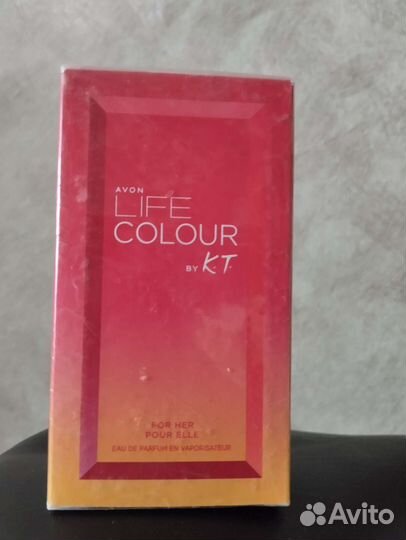 AVON
LIFE
COLOUR
BY K.T.
FOR HER
POUR ELLE
EAU DE PARFUM EN VAPORISATEUR
Avito